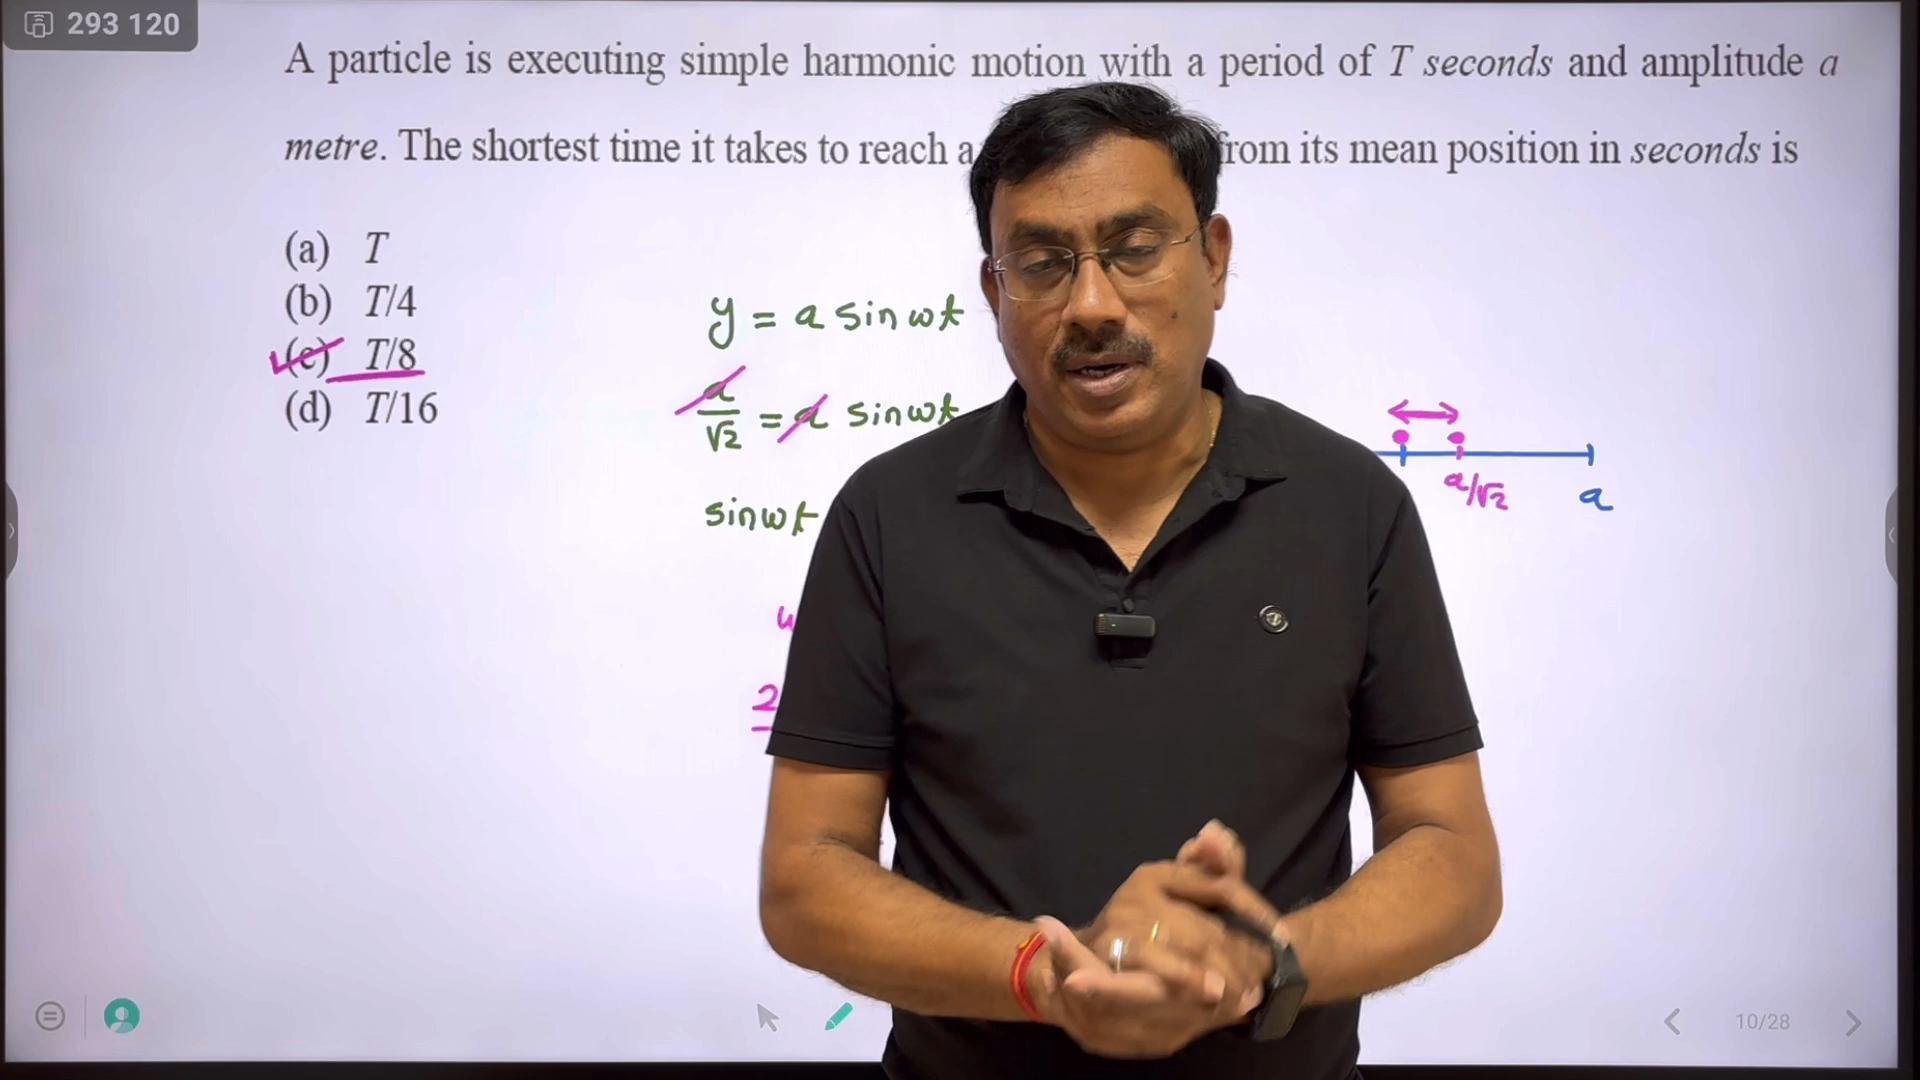 293 120
A particle is executing simple harmonic motion with a period of T seconds and amplitude a
metre. The shortest time it takes to reach a from its mean position in seconds is
(a) T
(b) T/4
(c) T/8
(d) T/16
y = a sin ωt
a/√2 = a sin ωt
sin ωt
2
a/√2
a
10/28